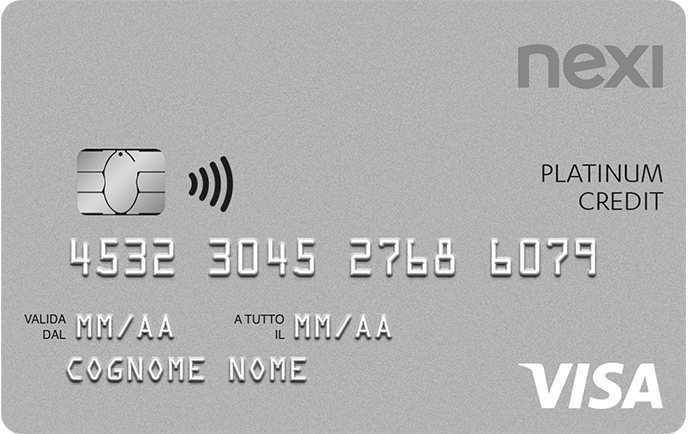 nexi
PLATINUM
CREDIT
4532 3045 2768 6079
VALIDA DAL MM/AA A TUTTO IL MM/AA
COGNOME NOME
VISA